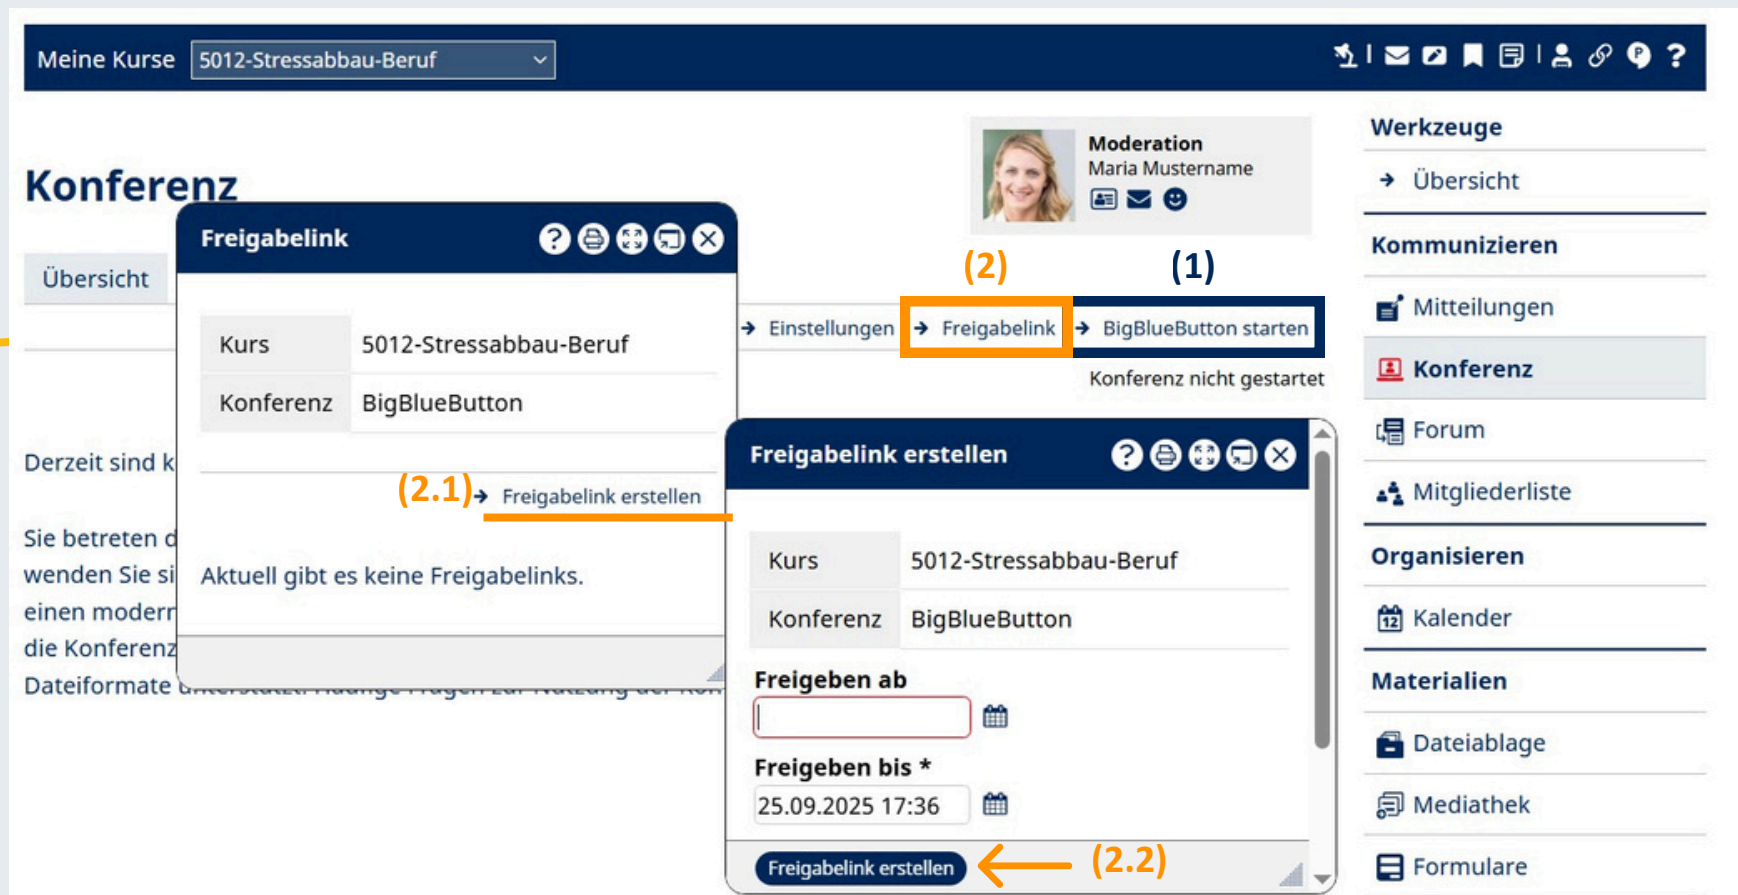 Meine Kurse 5012-Stressabbau-Beruf
Konferenz
Moderation
Maria Mustername
(2) (1)
Übersicht
Einstellungen Freigabelink BigBlueButton starten
Konferenz nicht gestartet
Derzeit sind k
Sie betreten d
wenden Sie si
einen modern
die Konferenz
Dateiformate
Freigabelink
Kurs 5012-Stressabbau-Beruf
Konferenz BigBlueButton
(2.1) Freigabelink erstellen
Aktuell gibt es keine Freigabelinks.
Freigabelink erstellen
Kurs 5012-Stressabbau-Beruf
Konferenz BigBlueButton
Freigeben ab
Freigeben bis *
25.09.2025 17:36
Freigabelink erstellen (2.2)
Werkzeuge
Übersicht
Kommunizieren
Mitteilungen
Konferenz
Forum
Mitgliederliste
Organisieren
12 Kalender
Materialien
Dateiablage
Mediathek
Formulare